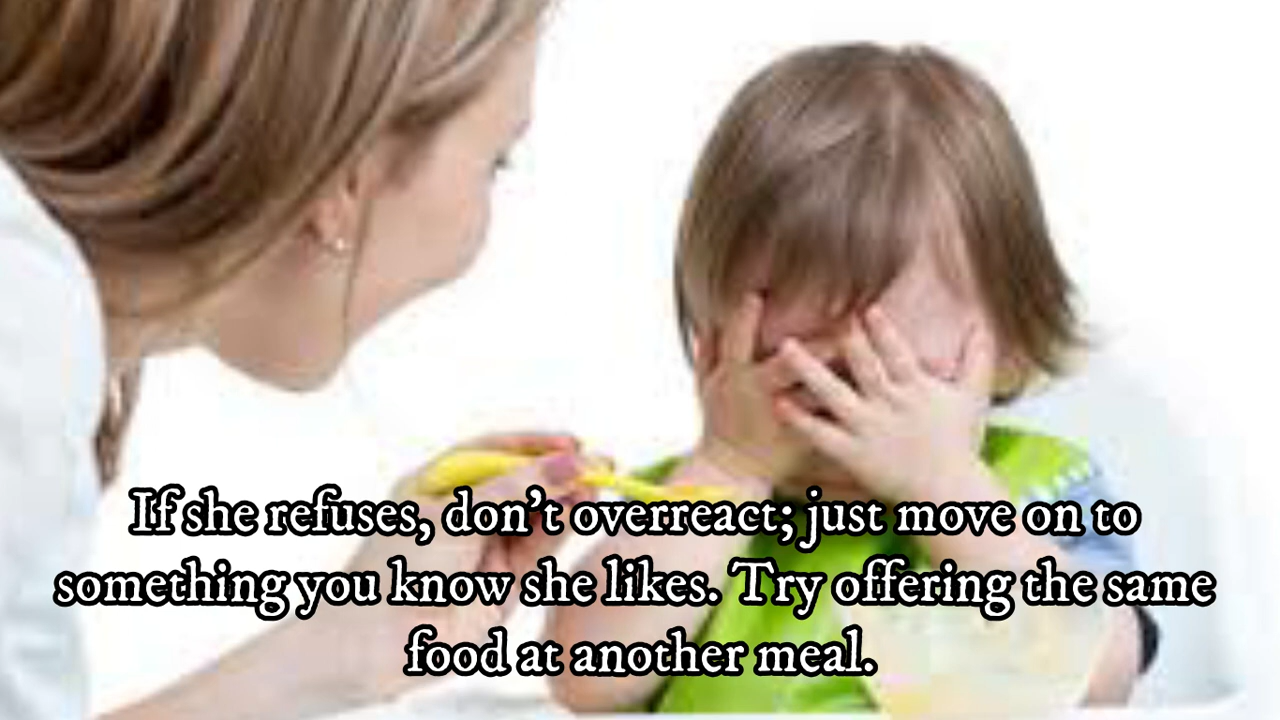 If she refuses, don't overreact; just move on to
something you know she likes. Try offering the same
food at another meal.